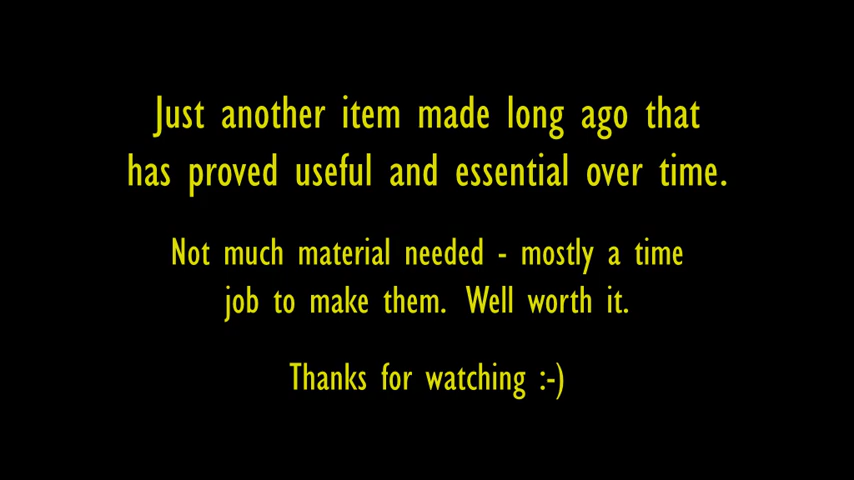 Just another item made long ago that
has proved useful and essential over time.
Not much material needed - mostly a time
job to make them. Well worth it.
Thanks for watching :-)